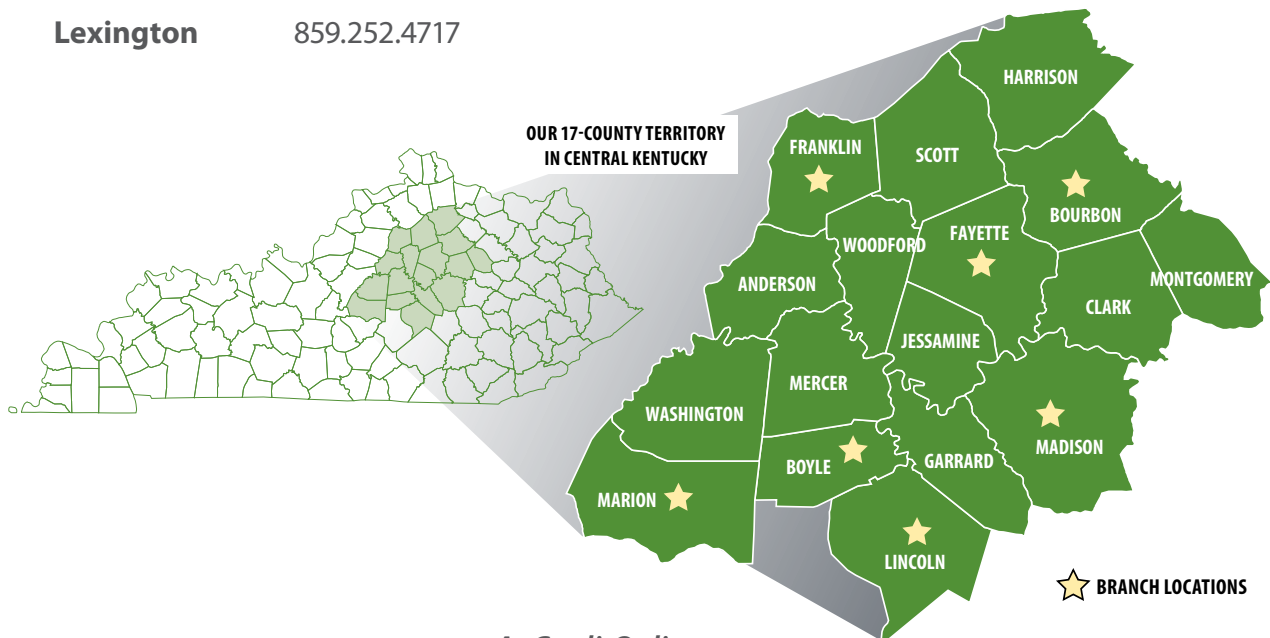 Lexington 859.252.4717
OUR 17-COUNTY TERRITORY
IN CENTRAL KENTUCKY
HARRISON
FRANKLIN
SCOTT
BOURBON
WOODFORD
FAYETTE
MONTGOMERY
ANDERSON
CLARK
JESSAMINE
MERCER
WASHINGTON
MADISON
BOYLE
GARRARD
MARION
LINCOLN
BRANCH LOCATIONS